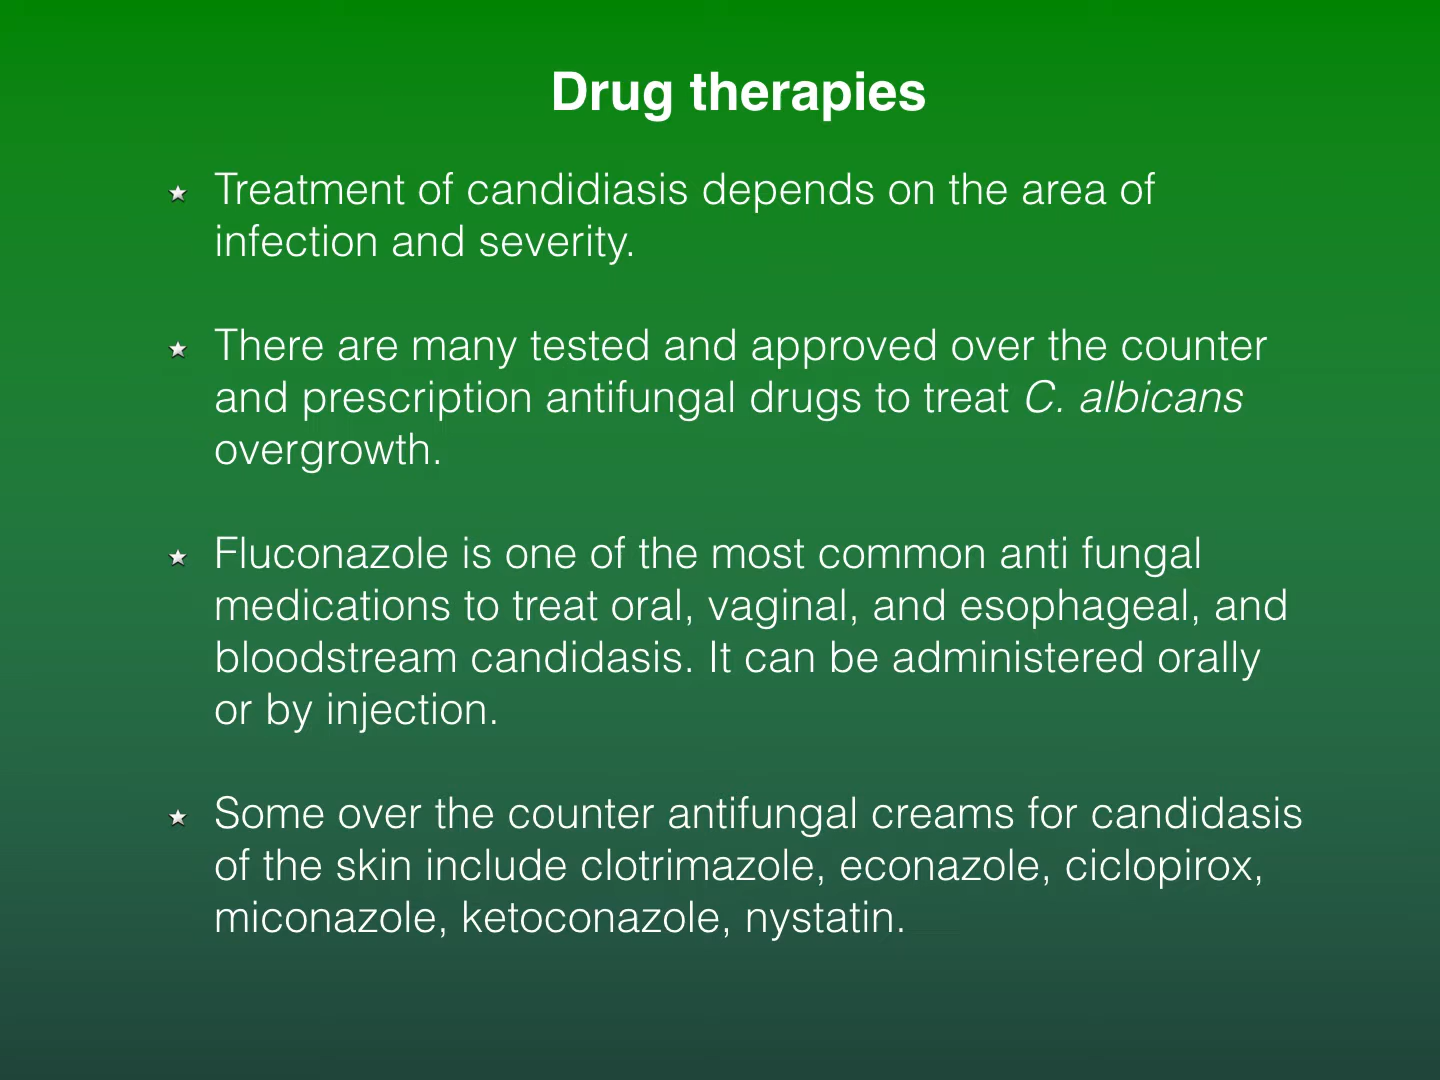 Drug therapies
Treatment of candidiasis depends on the area of
infection and severity.
There are many tested and approved over the counter
and prescription antifungal drugs to treat C. albicans
overgrowth.
Fluconazole is one of the most common anti fungal
medications to treat oral, vaginal, and esophageal, and
bloodstream candidasis. It can be administered orally
or by injection.
Some over the counter antifungal creams for candidasis
of the skin include clotrimazole, econazole, ciclopirox,
miconazole, ketoconazole, nystatin.